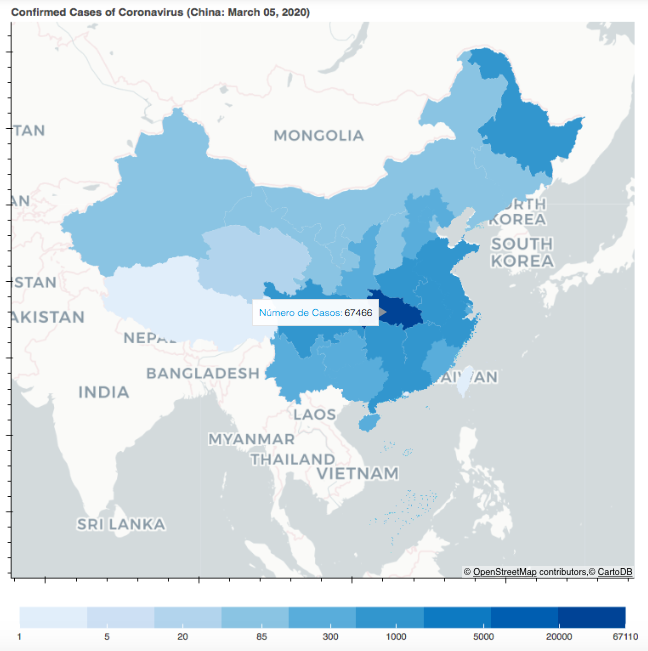 Confirmed Cases of Coronavirus (China: March 05, 2020)
MONGOLIA
TAN
AN
RTH
KOREA
SOUTH
KOREA
STAN
AKISTAN
Número de Casos: 67466
NEPAL
BANGLADESH
AIWAN
INDIA
LAOS
MYANMAR
THAILAND
VIETNAM
SRI LANKA
© OpenStreetMap contributors,© CartoDB
1 5 20 85 300 1000 5000 20000 67110